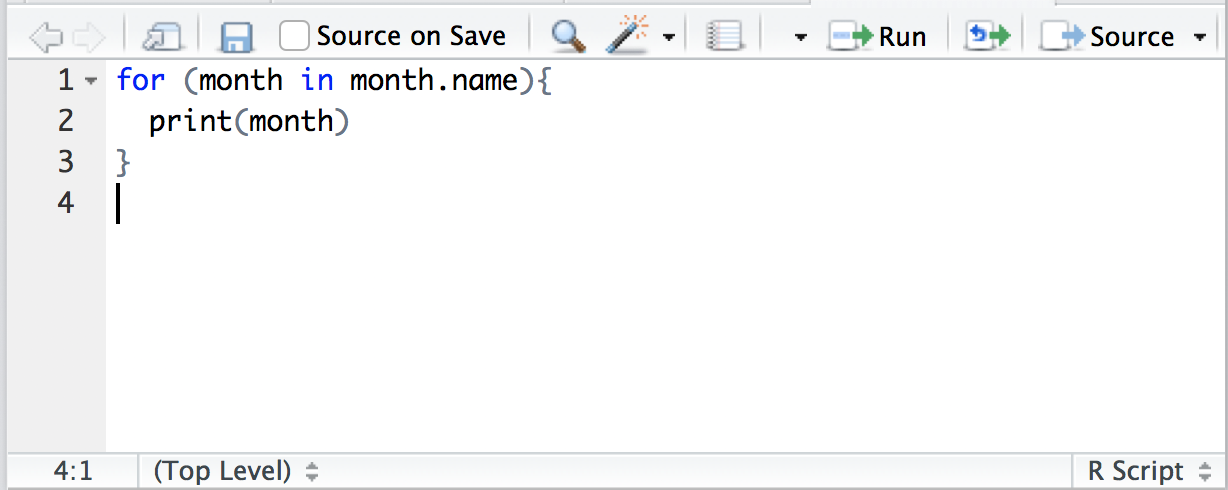 Source on Save Run Source
1 for (month in month.name){
2   print(month)
3 }
4
4:1 (Top Level) R Script